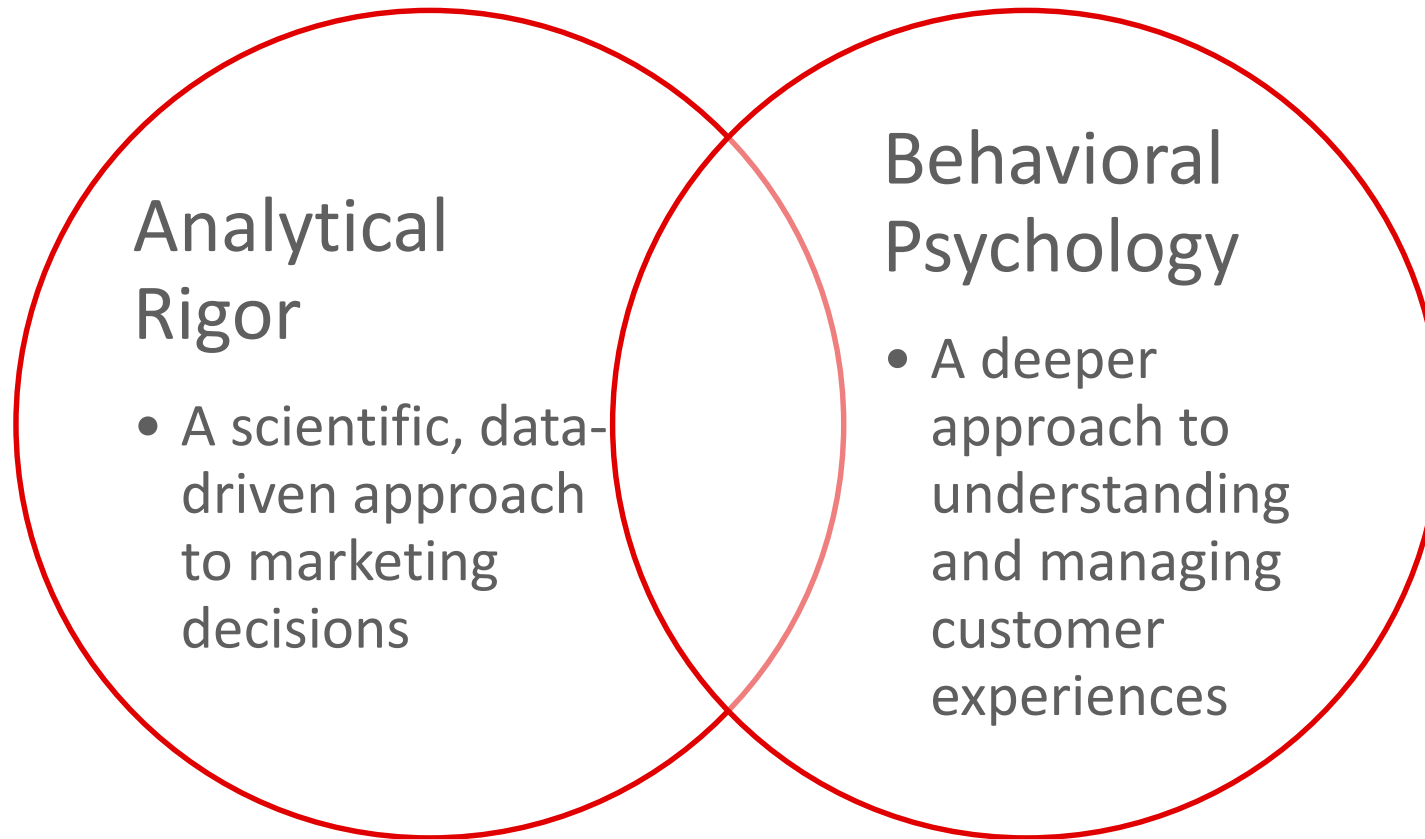 Analytical
Rigor
• A scientific, data-
driven approach
to marketing
decisions
Behavioral
Psychology
• A deeper
approach to
understanding
and managing
customer
experiences